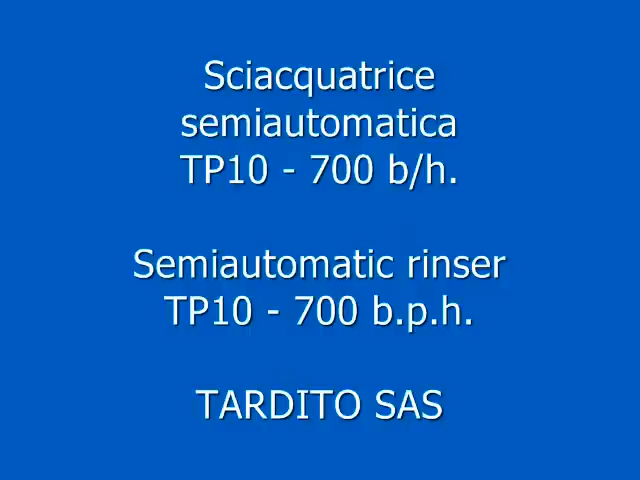 Sciacquatrice
semiautomatica
TP10 - 700 b/h.
Semiautomatic rinser
TP10 - 700 b.p.h.
TARDITO SAS